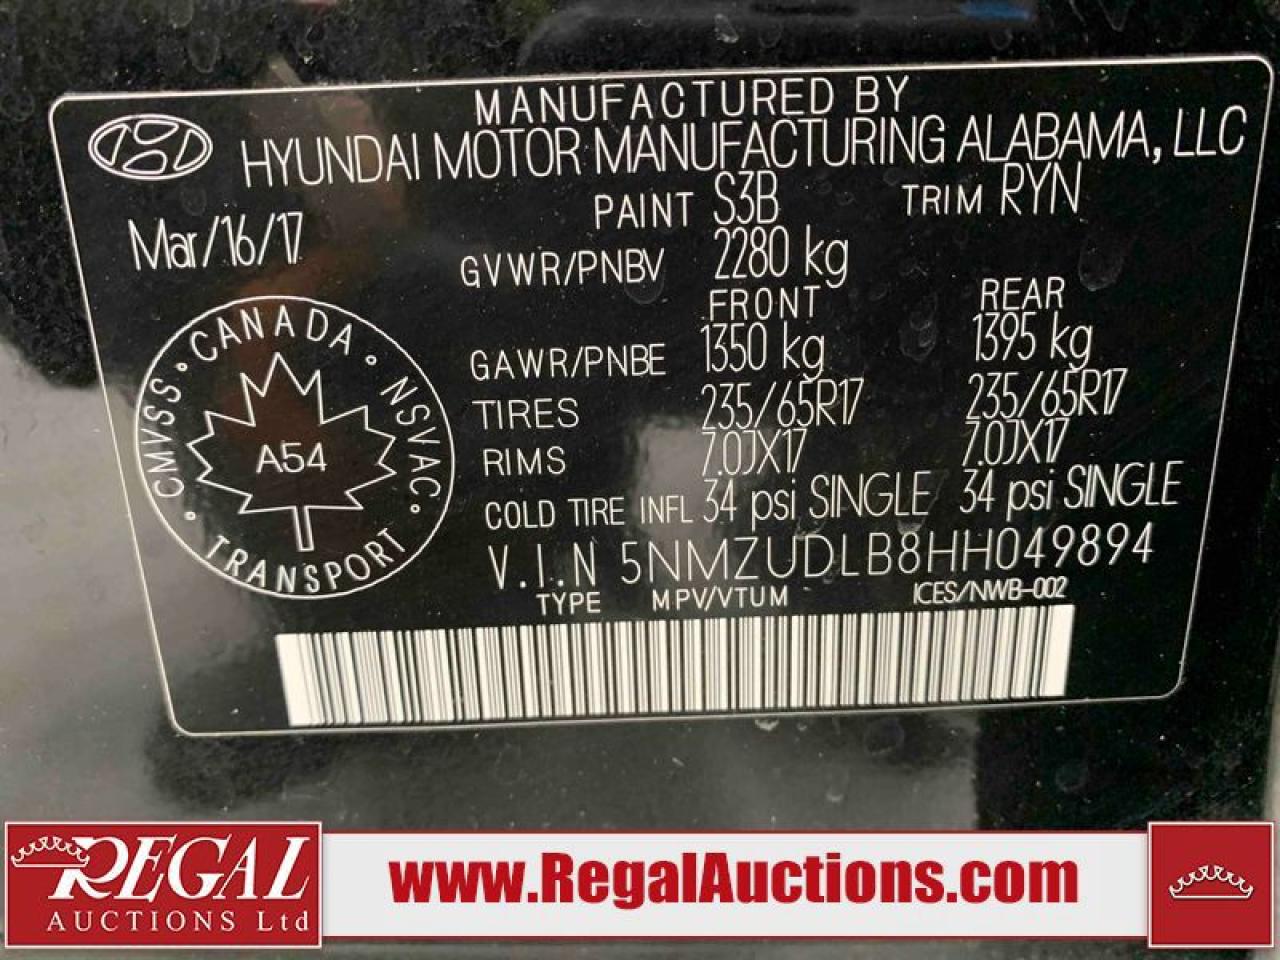 MANUFACTURED BY
HYUNDAI MOTOR MANUFACTURING ALABAMA, LLC
Mar/16/17
PAINT S3B TRIM RYN
GVWR/PNBV 2280 kg
FRONT REAR
GAWR/PNBE 1350 kg 1395 kg
TIRES 235/65R17 235/65R17
RIMS 7.0JX17 7.0JX17
COLD TIRE INFL 34 psi SINGLE 34 psi SINGLE
V.I.N 5NMZUDLB8HH049894
TYPE MPV/VTUM ICES/NWB-002
CMVSS • CANADA • NSVAC • TRANSPORT •
A54
REGAL
AUCTIONS Ltd
www.RegalAuctions.com